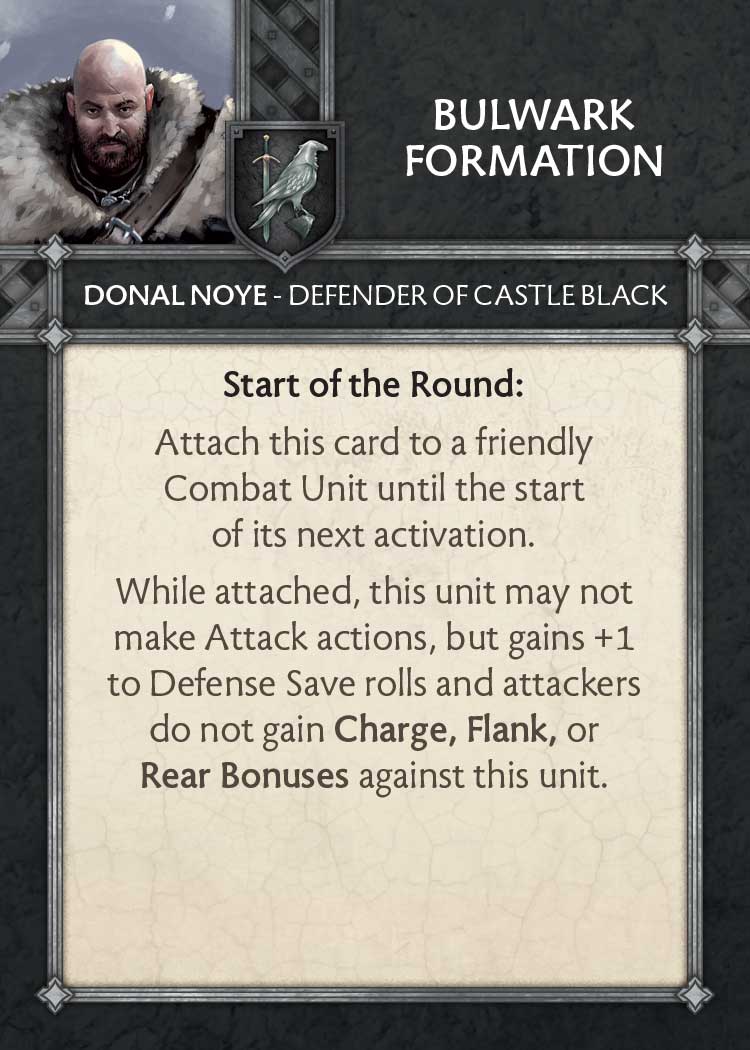 BULWARK
FORMATION
DONAL NOYE - DEFENDER OF CASTLE BLACK
Start of the Round:
Attach this card to a friendly
Combat Unit until the start
of its next activation.
While attached, this unit may not
make Attack actions, but gains +1
to Defense Save rolls and attackers
do not gain Charge, Flank, or
Rear Bonuses against this unit.